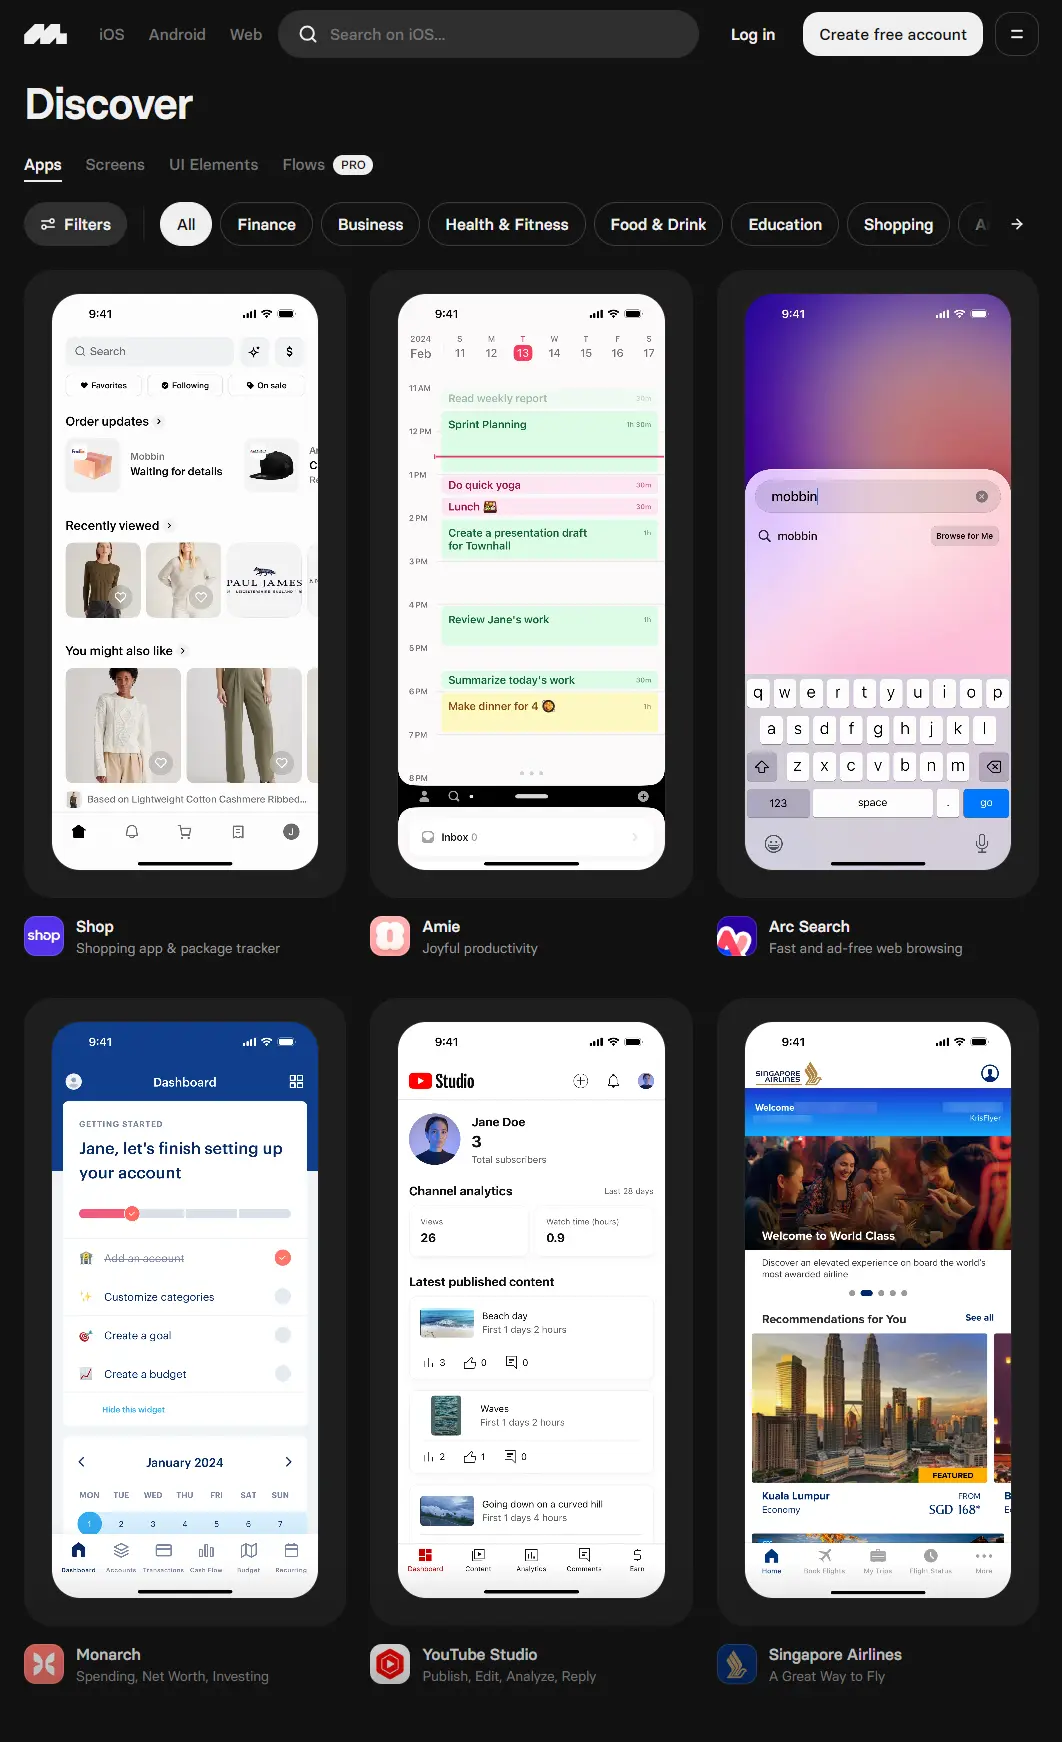 iOS Android Web Search on iOS... Log in Create free account
Discover
Apps Screens UI Elements Flows PRO
Filters All Finance Business Health & Fitness Food & Drink Education Shopping
9:41
Search $
Favorites Following On sale
Order updates
Mobbin
Waiting for details
Recently viewed
PAUL JAMES
LEICESTERSHIRE ENGLAND
You might also like
Based on Lightweight Cotton Cashmere Ribbed...
J
Shop
Shopping app & package tracker
9:41
2024 S M T W T F S
Feb 11 12 13 14 15 16 17
11 AM
Read weekly report 30m
Sprint Planning 1h 30m
12 PM
1 PM
Do quick yoga 30m
Lunch 🍱 30m
2 PM
Create a presentation draft 1h
for Townhall
3 PM
4 PM
Review Jane's work 1h
5 PM
Summarize today's work 30m
6 PM
Make dinner for 4 🥘 1h
7 PM
8 PM
Inbox 0
Amie
Joyful productivity
9:41
mobbin
mobbin Browse for Me
q w e r t y u i o p
a s d f g h j k l
z x c v b n m
123 space . go
Arc Search
Fast and ad-free web browsing
shop
9:41
Dashboard
GETTING STARTED
Jane, let's finish setting up
your account
Add an account
Customize categories
Create a goal
Create a budget
Hide this widget
January 2024
MON TUE WED THU FRI SAT SUN
1 2 3 4 5 6 7
Dashboard Accounts Transactions Cash Flow Budget Recurring
Monarch
Spending, Net Worth, Investing
9:41
Studio
Jane Doe
3
Total subscribers
Channel analytics Last 28 days
Views Watch time (hours)
26 0.9
Latest published content
Beach day
First 1 days 2 hours
3 0 0
Waves
First 1 days 2 hours
2 1 0
Going down on a curved hill
First 1 days 4 hours
Dashboard Content Analytics Comments Earn
YouTube Studio
Publish, Edit, Analyze, Reply
9:41
SINGAPORE
AIRLINES
Welcome
KrisFlyer
Welcome to World Class
Discover an elevated experience on board the world's
most awarded airline
Recommendations for You See all
FEATURED
Kuala Lumpur FROM
Economy SGD 168*
Home Book Flights My Trips Flight Status More
Singapore Airlines
A Great Way to Fly